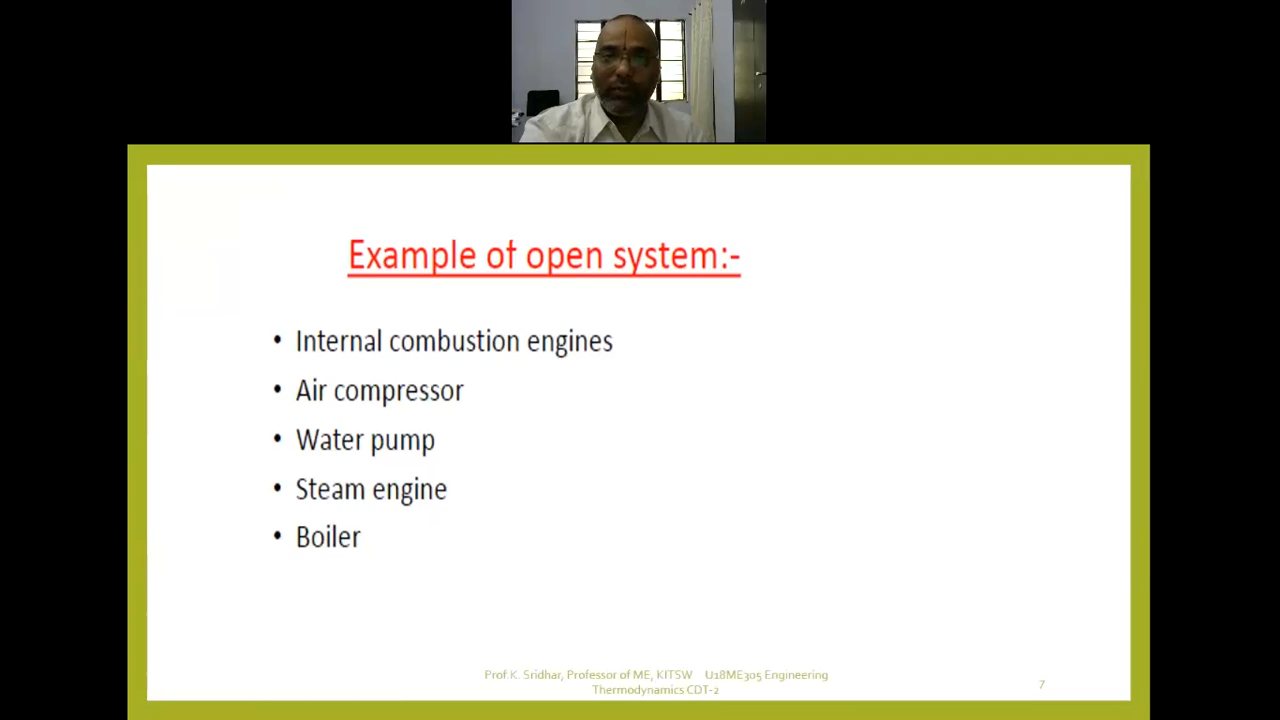 Example of open system:-
• Internal combustion engines
• Air compressor
• Water pump
• Steam engine
• Boiler
Prof K. Sridhar, Professor of ME, KITSW U18ME305 Engineering
Thermodynamics CDT-2
7